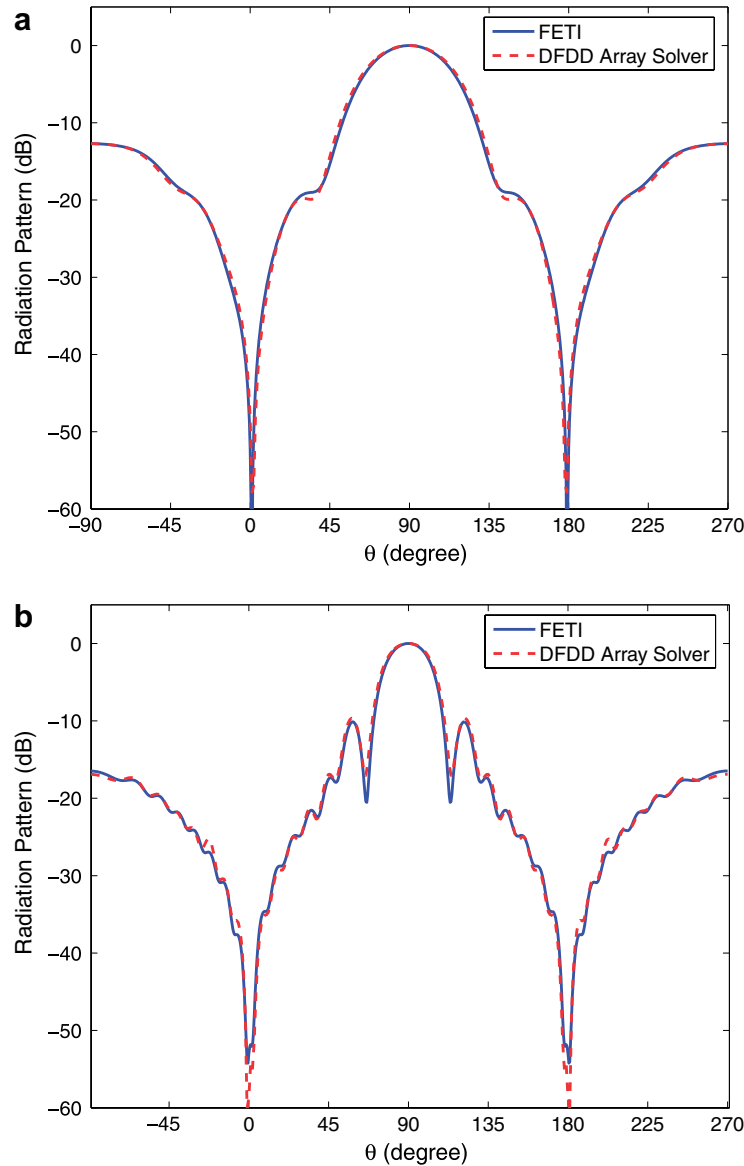 a
0
−10
−20
−30
−40
−50
−60
Radiation Pattern (dB)
FETI
DFDD Array Solver
−90 −45 0 45 90 135 180 225 270
θ (degree)
b
0
−10
−20
−30
−40
−50
−60
Radiation Pattern (dB)
FETI
DFDD Array Solver
−45 0 45 90 135 180 225 270
θ (degree)